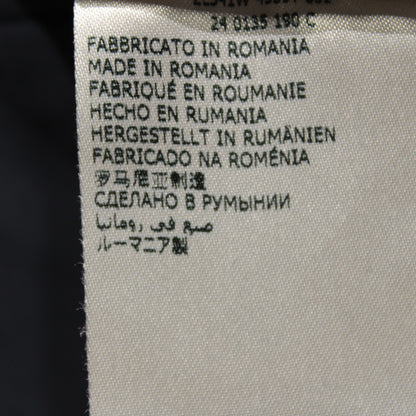 24 0135 190 C
FABBRICATO IN ROMANIA
MADE IN ROMANIA
FABRIQUÉ EN ROUMANIE
HECHO EN RUMANIA
HERGESTELLT IN RUMÄNIEN
FABRICADO NA ROMÉNIA
罗马尼亚制造
СДЕЛАНО В РУМЫНИИ
صنع في رومانيا
ルーマニア製